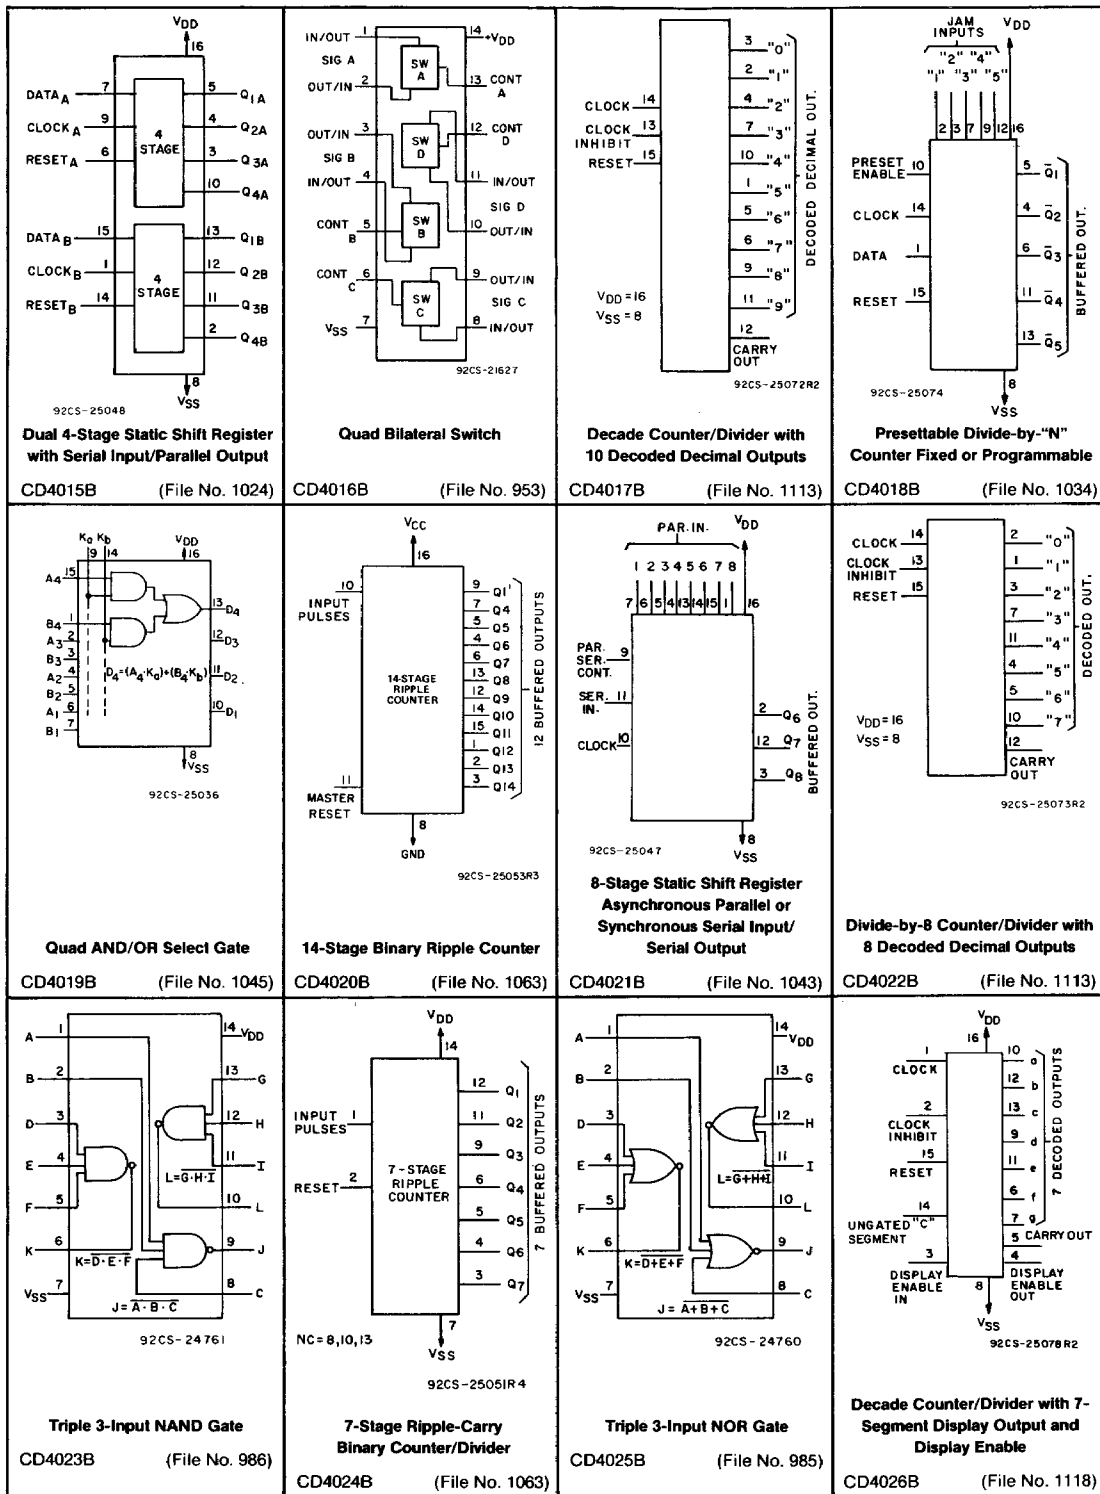 VDD
16
DATAA 7 5 Q1A
CLOCKA 9 4 Q2A
4 STAGE
RESETA 6 3 Q3A
10 Q4A
DATAB 15 13 Q1B
CLOCKB 1 12 Q2B
4 STAGE
RESETB 14 11 Q3B
2 Q4B
8
VSS
92CS-25048
Dual 4-Stage Static Shift Register
with Serial Input/Parallel Output
CD4015B (File No. 1024)
IN/OUT 1 14 +VDD
SIG A SW A
OUT/IN 2 13 CONT A
OUT/IN 3 12 CONT D
SW D
SIG B
IN/OUT 4 11 IN/OUT
SIG D
CONT B 5 SW B 10 OUT/IN
CONT C 6 9 OUT/IN
SW C SIG C
VSS 7 8 IN/OUT
92CS-21627
Quad Bilateral Switch
CD4016B (File No. 953)
3 "0"
2 "1"
CLOCK 14 4 "2"
CLOCK INHIBIT 13 7 "3"
RESET 15 10 "4"
1 "5"
5 "6"
6 "7"
9 "8"
11 "9"
12
CARRY OUT
DECODED DECIMAL OUT.
VDD = 16
VSS = 8
92CS-25072R2
Decade Counter/Divider with
10 Decoded Decimal Outputs
CD4017B (File No. 1113)
JAM INPUTS
VDD
"2" "4"
"1" "3" "5"
2 3 7 9 12 16
PRESET ENABLE 10 5 Q̅1
CLOCK 14 4 Q̅2
DATA 1 6 Q̅3
RESET 15 11 Q̅4
13 Q̅5
BUFFERED OUT.
8
VSS
92CS-25074
Presettable Divide-by-"N"
Counter Fixed or Programmable
CD4018B (File No. 1034)
Ka Kb VDD
9 14 16
A4 15
13 D4
B4 1
A3 2 12 D3
B3 3
A2 4 11 D2
D4=(A4·Ka)+(B4·Kb)
B2 5
A1 6 10 D1
B1 7
8
VSS
92CS-25036
Quad AND/OR Select Gate
CD4019B (File No. 1045)
VCC
16
10 INPUT PULSES
9 Q1'
7 Q4
5 Q5
4 Q6
6 Q7
13 Q8
12 Q9
14 Q10
15 Q11
1 Q12
2 Q13
3 Q14
14-STAGE RIPPLE COUNTER
12 BUFFERED OUTPUTS
11 MASTER RESET
8
GND
92CS-25053R3
14-Stage Binary Ripple Counter
CD4020B (File No. 1063)
PAR. IN. VDD
1 2 3 4 5 6 7 8
7 6 5 4 13 14 15 1 16
PAR. SER. CONT. 9
SER. IN. 11
2 Q6
CLOCK 10 12 Q7
3 Q8
BUFFERED OUT.
8
VSS
92CS-25047
8-Stage Static Shift Register
Asynchronous Parallel or
Synchronous Serial Input/
Serial Output
CD4021B (File No. 1043)
CLOCK 14 2 "0"
CLOCK INHIBIT 13 1 "1"
RESET 15 3 "2"
7 "3"
11 "4"
4 "5"
5 "6"
10 "7"
12
CARRY OUT
DECODED OUT.
VDD = 16
VSS = 8
92CS-25073R2
Divide-by-8 Counter/Divider with
8 Decoded Decimal Outputs
CD4022B (File No. 1113)
A 1 14 VDD
B 2 13 G
D 3 12 H
E 4 11 I
L=G·H·I
F 5 10 L
K 6 9 J
K=D·E·F
VSS 7 8 C
J=A·B·C
92CS-24761
Triple 3-Input NAND Gate
CD4023B (File No. 986)
VDD
14
INPUT PULSES 1
12 Q1
11 Q2
9 Q3
RESET 2 6 Q4
5 Q5
4 Q6
3 Q7
7-STAGE RIPPLE COUNTER
7 BUFFERED OUTPUTS
7
VSS
NC=8,10,13
92CS-25051R4
7-Stage Ripple-Carry
Binary Counter/Divider
CD4024B (File No. 1063)
A 1 14 VDD
B 2 13 G
D 3 12 H
E 4 11 I
L=G+H+I
F 5 10 L
K 6 9 J
K=D+E+F
VSS 7 8 C
J=A+B+C
92CS-24760
Triple 3-Input NOR Gate
CD4025B (File No. 985)
VDD
16
1 CLOCK 10 a
12 b
2 CLOCK INHIBIT 13 c
9 d
15 RESET 11 e
6 f
14 UNGATED "C" SEGMENT 7 g
5 CARRY OUT
3 DISPLAY ENABLE IN
4 DISPLAY ENABLE OUT
7 DECODED OUTPUTS
8
VSS
92CS-25078R2
Decade Counter/Divider with 7-
Segment Display Output and
Display Enable
CD4026B (File No. 1118)